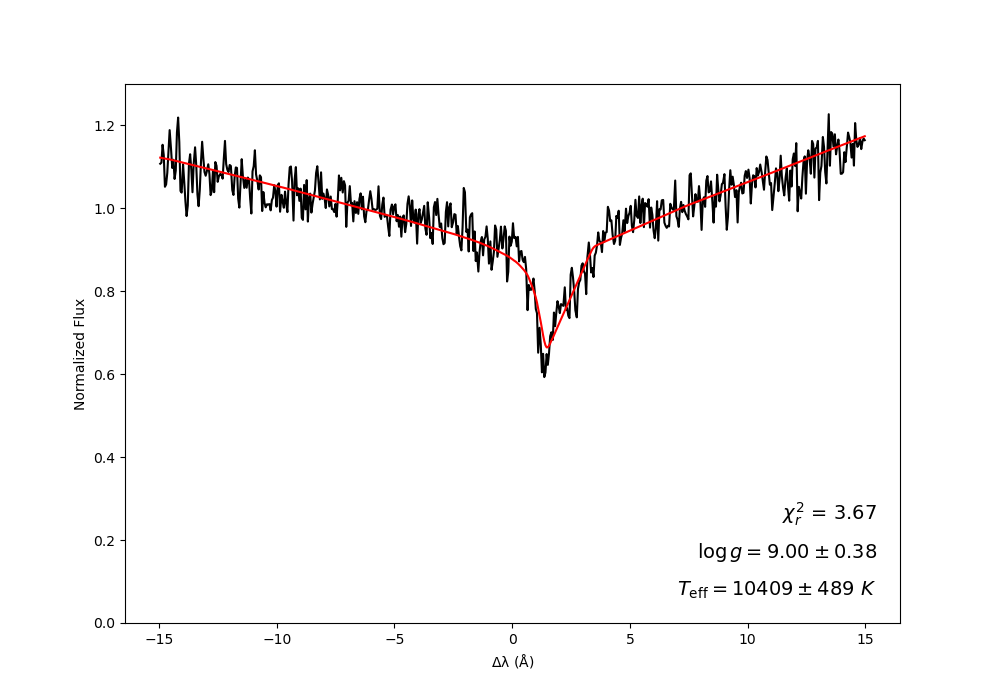 1.2
1.0
0.8
0.6
0.4
0.2
0.0
Normalized Flux
χ²ᵣ = 3.67
log g = 9.00 ± 0.38
T_eff = 10409 ± 489 K
−15 −10 −5 0 5 10 15
Δλ (Å)